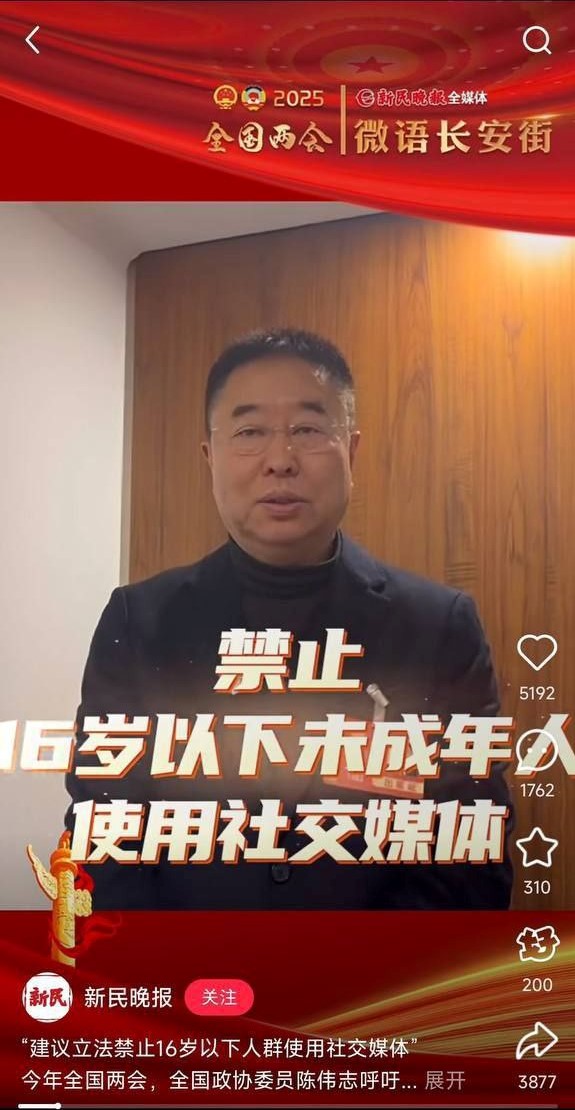 2025
新民晚报全媒体
全国两会
微语长安街
禁止
16岁以下未成年人
使用社交媒体
5192
1762
310
200
3877
新民
新民晚报
关注
“建议立法禁止16岁以下人群使用社交媒体”
今年全国两会，全国政协委员陈伟志呼吁... 展开